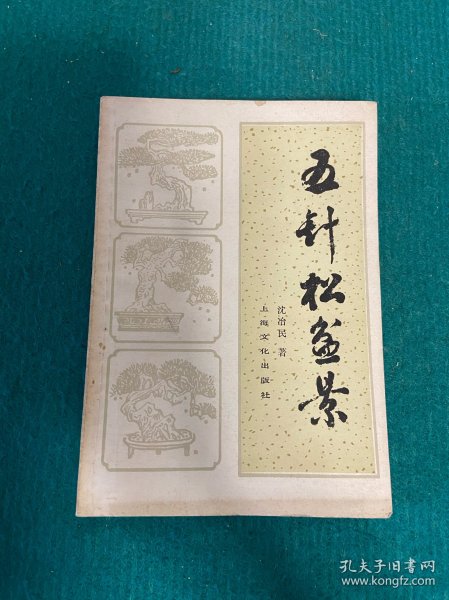 五针松盆景
沈冶民 著
上海文化出版社
孔夫子旧书网
www.kongfz.com